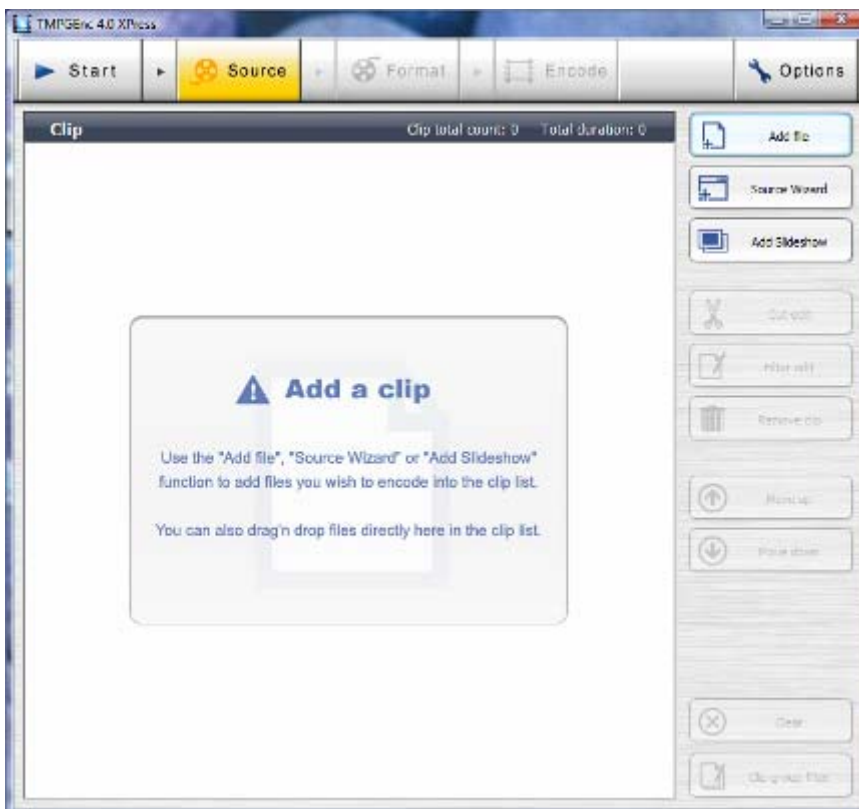 TMPGEnc 4.0 XPress
Start
Source
Format
Encode
Options
Clip
Clip total count: 0
Total duration: 0
Add file
Source Wizard
Add Slideshow
Cut edit
Filter edit
Remove clip
Move up
Move down
Clear
Add a clip
Use the "Add file", "Source Wizard" or "Add Slideshow"
function to add files you wish to encode into the clip list.
You can also drag'n drop files directly here in the clip list.